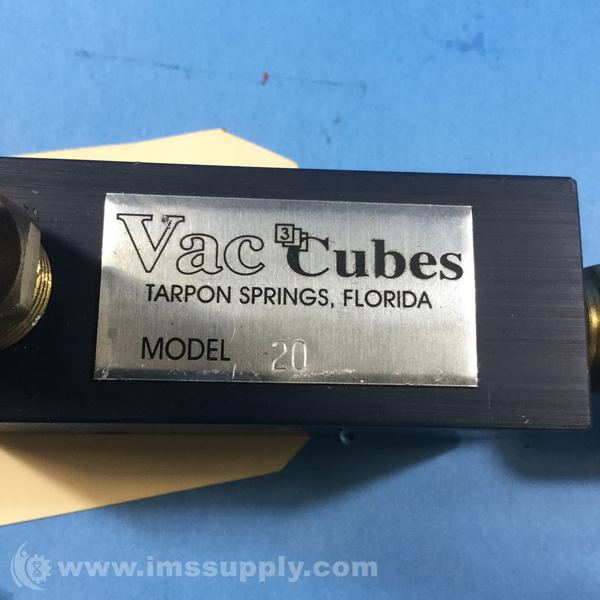 Vac 3 Cubes
TARPON SPRINGS, FLORIDA
MODEL 20
www.imssupply.com